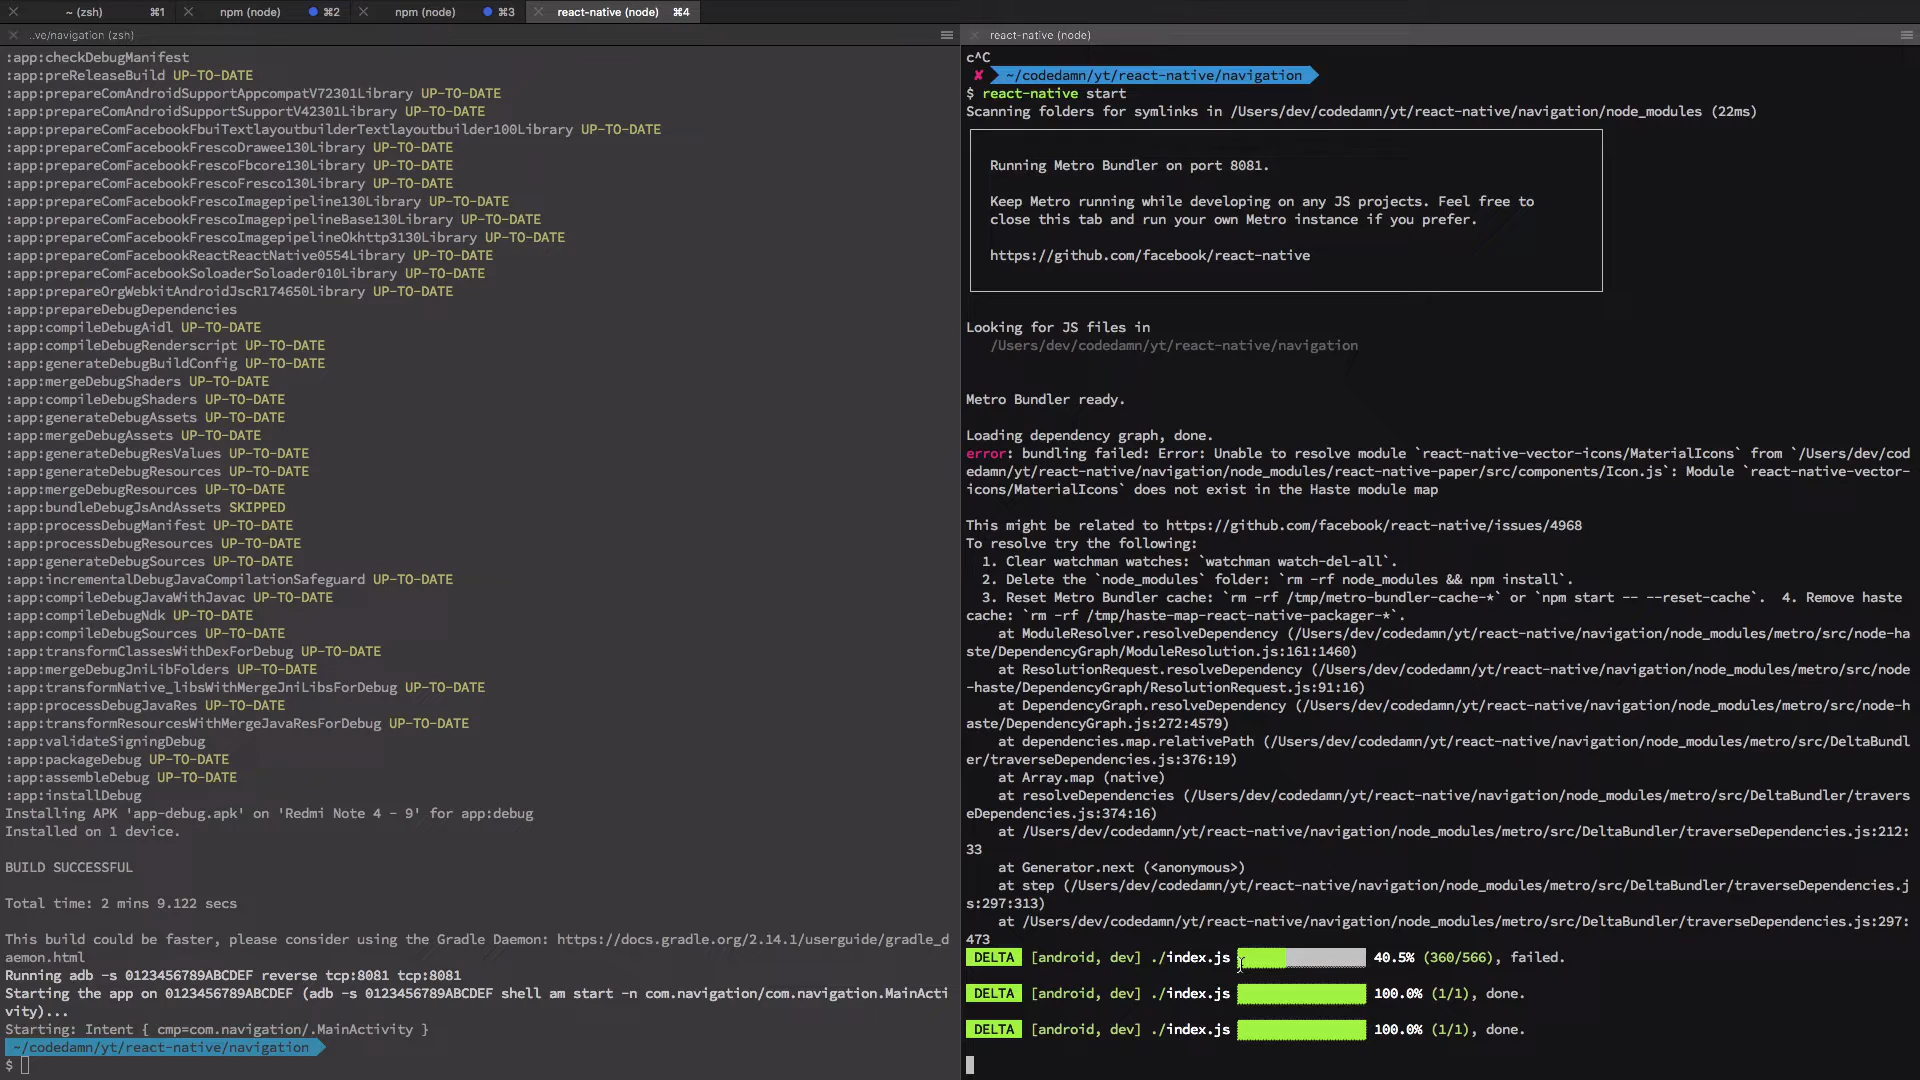 ~ (zsh) ⌘1 npm (node) ⌘2 npm (node) ⌘3 react-native (node) ⌘4
..ve/navigation (zsh)
:app:checkDebugManifest
:app:preReleaseBuild UP-TO-DATE
:app:prepareComAndroidSupportAppcompatV72301Library UP-TO-DATE
:app:prepareComAndroidSupportSupportV42301Library UP-TO-DATE
:app:prepareComFacebookFbuiTextlayoutbuilderTextlayoutbuilder100Library UP-TO-DATE
:app:prepareComFacebookFrescoDrawee130Library UP-TO-DATE
:app:prepareComFacebookFrescoFbcore130Library UP-TO-DATE
:app:prepareComFacebookFrescoFresco130Library UP-TO-DATE
:app:prepareComFacebookFrescoImagepipeline130Library UP-TO-DATE
:app:prepareComFacebookFrescoImagepipelineBase130Library UP-TO-DATE
:app:prepareComFacebookFrescoImagepipelineOkhttp3130Library UP-TO-DATE
:app:prepareComFacebookReactReactNative0554Library UP-TO-DATE
:app:prepareComFacebookSoloaderSoloader010Library UP-TO-DATE
:app:prepareOrgWebkitAndroidJscR174650Library UP-TO-DATE
:app:prepareDebugDependencies
:app:compileDebugAidl UP-TO-DATE
:app:compileDebugRenderscript UP-TO-DATE
:app:generateDebugBuildConfig UP-TO-DATE
:app:mergeDebugShaders UP-TO-DATE
:app:compileDebugShaders UP-TO-DATE
:app:generateDebugAssets UP-TO-DATE
:app:mergeDebugAssets UP-TO-DATE
:app:generateDebugResValues UP-TO-DATE
:app:generateDebugResources UP-TO-DATE
:app:mergeDebugResources UP-TO-DATE
:app:bundleDebugJsAndAssets SKIPPED
:app:processDebugManifest UP-TO-DATE
:app:processDebugResources UP-TO-DATE
:app:generateDebugSources UP-TO-DATE
:app:incrementalDebugJavaCompilationSafeguard UP-TO-DATE
:app:compileDebugJavaWithJavac UP-TO-DATE
:app:compileDebugNdk UP-TO-DATE
:app:compileDebugSources UP-TO-DATE
:app:transformClassesWithDexForDebug UP-TO-DATE
:app:mergeDebugJniLibFolders UP-TO-DATE
:app:transformNative_libsWithMergeJniLibsForDebug UP-TO-DATE
:app:processDebugJavaRes UP-TO-DATE
:app:transformResourcesWithMergeJavaResForDebug UP-TO-DATE
:app:validateSigningDebug
:app:packageDebug UP-TO-DATE
:app:assembleDebug UP-TO-DATE
:app:installDebug
Installing APK 'app-debug.apk' on 'Redmi Note 4 - 9' for app:debug
Installed on 1 device.
BUILD SUCCESSFUL
Total time: 2 mins 9.122 secs
This build could be faster, please consider using the Gradle Daemon: https://docs.gradle.org/2.14.1/userguide/gradle_d
aemon.html
Running adb -s 0123456789ABCDEF reverse tcp:8081 tcp:8081
Starting the app on 0123456789ABCDEF (adb -s 0123456789ABCDEF shell am start -n com.navigation/com.navigation.MainActi
vity)...
Starting: Intent { cmp=com.navigation/.MainActivity }
~/codedamn/yt/react-native/navigation
$
react-native (node)
c^C
✘ ~/codedamn/yt/react-native/navigation
$ react-native start
Scanning folders for symlinks in /Users/dev/codedamn/yt/react-native/navigation/node_modules (22ms)
Running Metro Bundler on port 8081.
Keep Metro running while developing on any JS projects. Feel free to
close this tab and run your own Metro instance if you prefer.
https://github.com/facebook/react-native
Looking for JS files in
/Users/dev/codedamn/yt/react-native/navigation
Metro Bundler ready.
Loading dependency graph, done.
error: bundling failed: Error: Unable to resolve module `react-native-vector-icons/MaterialIcons` from `/Users/dev/cod
edamn/yt/react-native/navigation/node_modules/react-native-paper/src/components/Icon.js`: Module `react-native-vector-
icons/MaterialIcons` does not exist in the Haste module map
This might be related to https://github.com/facebook/react-native/issues/4968
To resolve try the following:
1. Clear watchman watches: `watchman watch-del-all`.
2. Delete the `node_modules` folder: `rm -rf node_modules && npm install`.
3. Reset Metro Bundler cache: `rm -rf /tmp/metro-bundler-cache-*` or `npm start -- --reset-cache`.  4. Remove haste
cache: `rm -rf /tmp/haste-map-react-native-packager-*`.
at ModuleResolver.resolveDependency (/Users/dev/codedamn/yt/react-native/navigation/node_modules/metro/src/node-ha
ste/DependencyGraph/ModuleResolution.js:161:1460)
at ResolutionRequest.resolveDependency (/Users/dev/codedamn/yt/react-native/navigation/node_modules/metro/src/node
-haste/DependencyGraph/ResolutionRequest.js:91:16)
at DependencyGraph.resolveDependency (/Users/dev/codedamn/yt/react-native/navigation/node_modules/metro/src/node-h
aste/DependencyGraph.js:272:4579)
at dependencies.map.relativePath (/Users/dev/codedamn/yt/react-native/navigation/node_modules/metro/src/DeltaBundl
er/traverseDependencies.js:376:19)
at Array.map (native)
at resolveDependencies (/Users/dev/codedamn/yt/react-native/navigation/node_modules/metro/src/DeltaBundler/travers
eDependencies.js:374:16)
at /Users/dev/codedamn/yt/react-native/navigation/node_modules/metro/src/DeltaBundler/traverseDependencies.js:212:
33
at Generator.next (<anonymous>)
at step (/Users/dev/codedamn/yt/react-native/navigation/node_modules/metro/src/DeltaBundler/traverseDependencies.j
s:297:313)
at /Users/dev/codedamn/yt/react-native/navigation/node_modules/metro/src/DeltaBundler/traverseDependencies.js:297:
473
DELTA [android, dev] ./index.js 40.5% (360/566), failed.
DELTA [android, dev] ./index.js 100.0% (1/1), done.
DELTA [android, dev] ./index.js 100.0% (1/1), done.